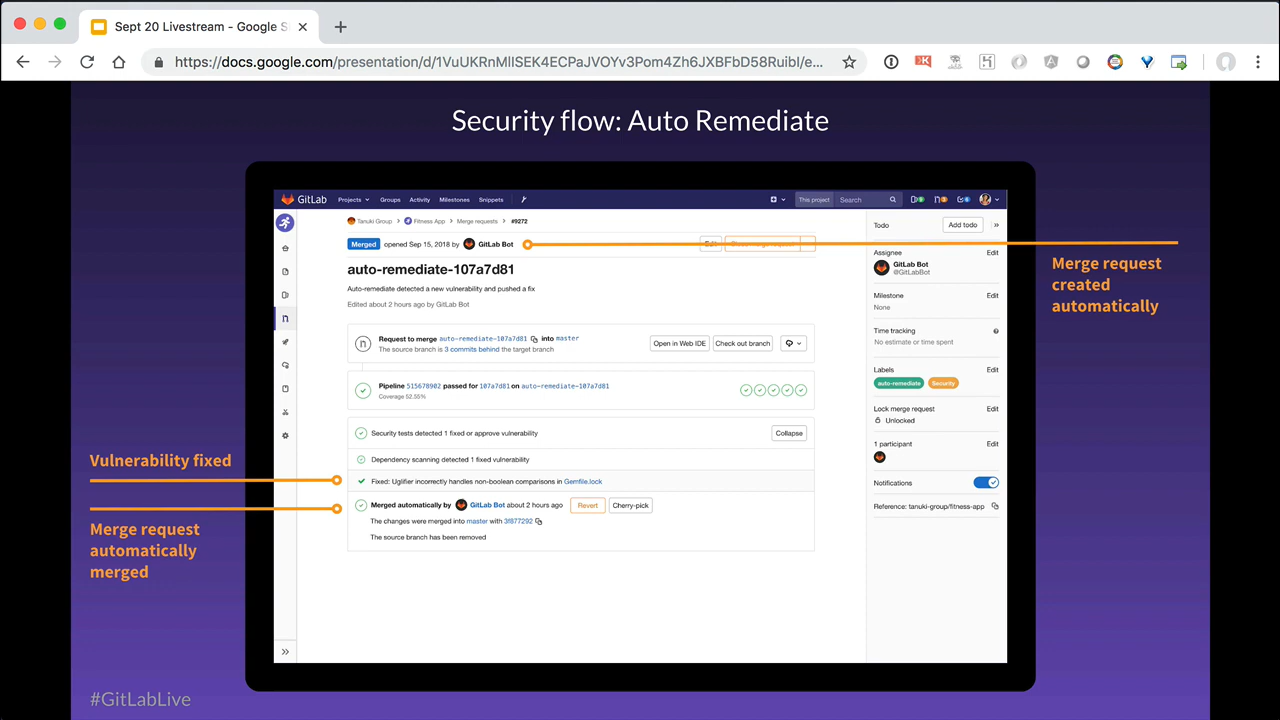 Sept 20 Livestream - Google S
https://docs.google.com/presentation/d/1VuUKRnMlISEK4ECPaJVOYv3Pom4Zh6JXBFbD58Ruibl/e...
Security flow: Auto Remediate
GitLab
Projects
Groups
Activity
Milestones
Snippets
This project
Search
Tanuki Group > Fitness App > Merge requests > #9272
Merged opened Sep 15, 2018 by GitLab Bot
Edit
auto-remediate-107a7d81
Auto-remediate detected a new vulnerability and pushed a fix
Edited about 2 hours ago by GitLab Bot
Request to merge auto-remediate-107a7d81 into master
The source branch is 3 commits behind the target branch
Open in Web IDE
Check out branch
Pipeline 515678902 passed for 107a7d81 on auto-remediate-107a7d81
Coverage 52.55%
Security tests detected 1 fixed or approve vulnerability
Collapse
Dependency scanning detected 1 fixed vulnerability
Fixed: Uglifier incorrectly handles non-boolean comparisons in Gemfile.lock
Merged automatically by GitLab Bot about 2 hours ago
Revert
Cherry-pick
The changes were merged into master with 3f877292
The source branch has been removed
Todo
Add todo
Assignee
Edit
GitLab Bot
@GitLabBot
Milestone
Edit
None
Time tracking
No estimate or time spent
Labels
Edit
auto-remediate
Security
Lock merge request
Edit
Unlocked
1 participant
Edit
Notifications
Reference: tanuki-group/fitness-app
Merge request
created
automatically
Vulnerability fixed
Merge request
automatically
merged
#GitLabLive